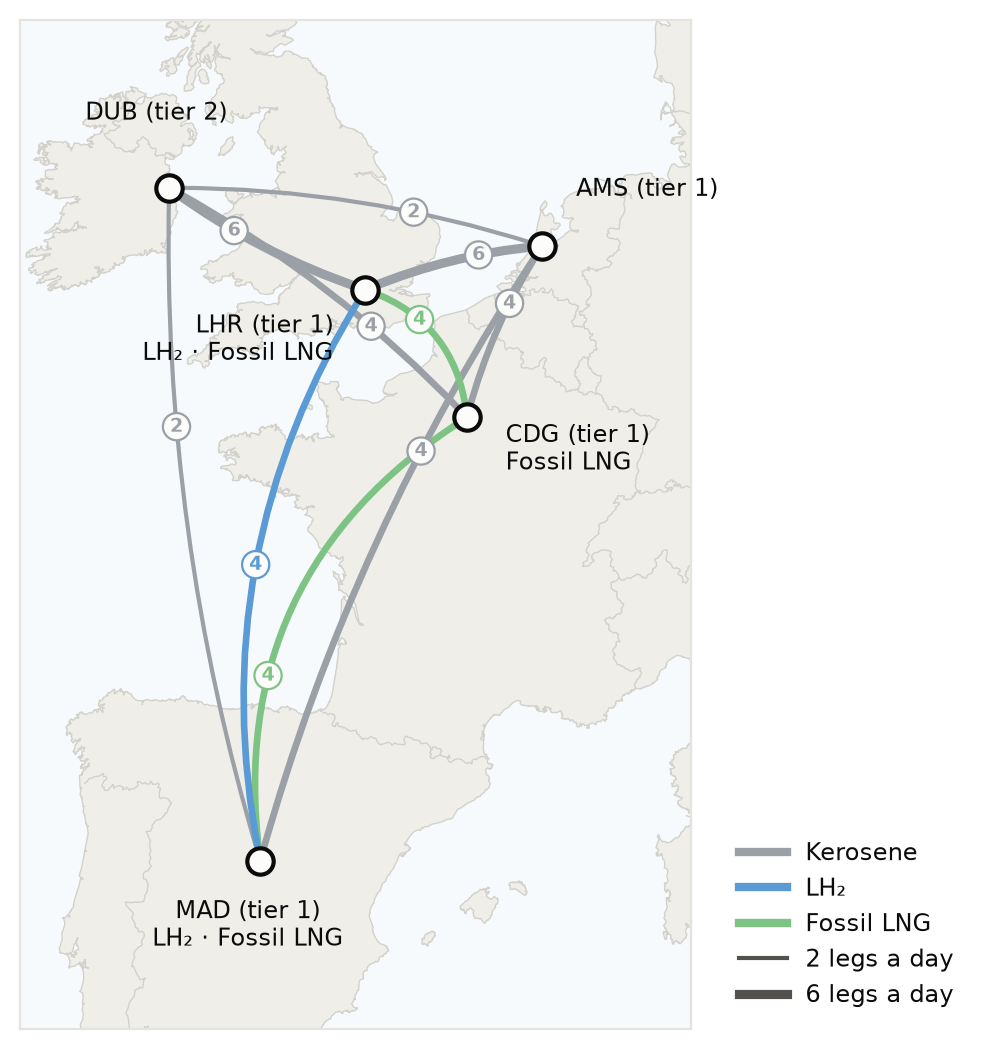 DUB (tier 2)
AMS (tier 1)
2
6
6
4
LHR (tier 1)
LH₂ · Fossil LNG
4
4
CDG (tier 1)
Fossil LNG
2
4
4
4
MAD (tier 1)
LH₂ · Fossil LNG
Kerosene
LH₂
Fossil LNG
2 legs a day
6 legs a day